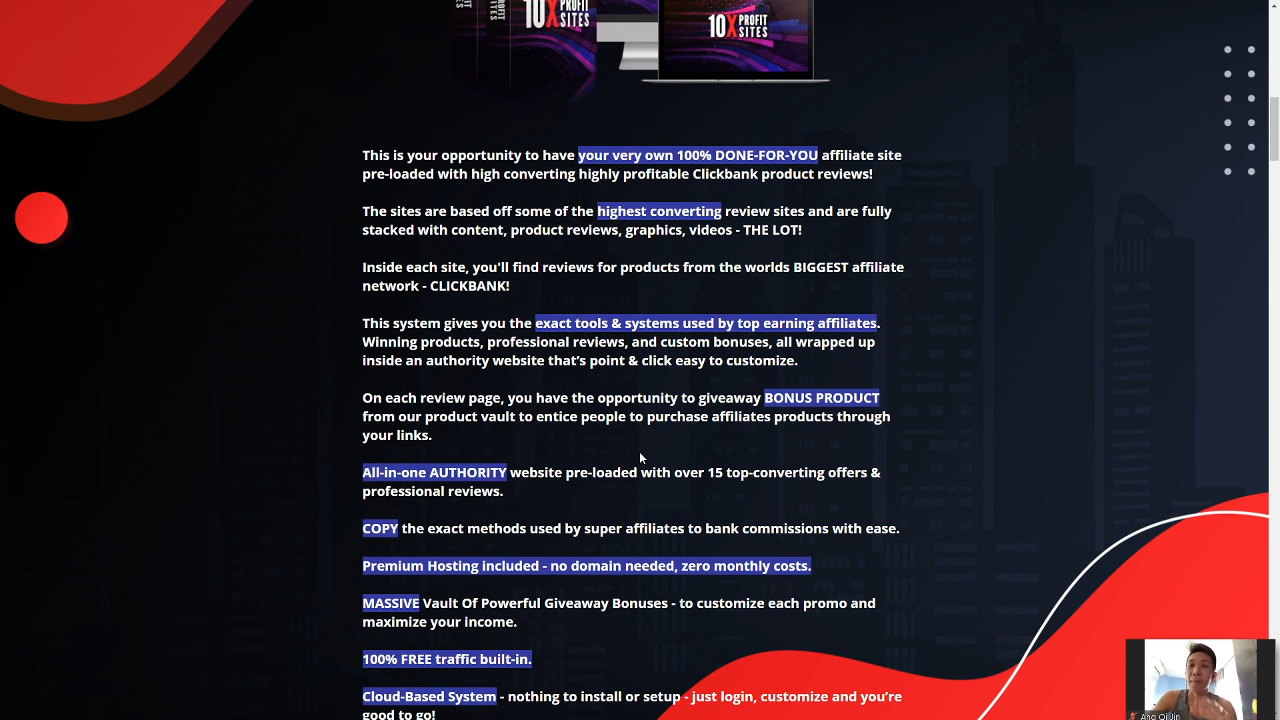 10X PROFIT SITES
PROFIT SITES
10X PROFIT SITES
This is your opportunity to have your very own 100% DONE-FOR-YOU affiliate site
pre-loaded with high converting highly profitable Clickbank product reviews!
The sites are based off some of the highest converting review sites and are fully
stacked with content, product reviews, graphics, videos - THE LOT!
Inside each site, you'll find reviews for products from the worlds BIGGEST affiliate
network - CLICKBANK!
This system gives you the exact tools & systems used by top earning affiliates.
Winning products, professional reviews, and custom bonuses, all wrapped up
inside an authority website that’s point & click easy to customize.
On each review page, you have the opportunity to giveaway BONUS PRODUCT
from our product vault to entice people to purchase affiliates products through
your links.
All-in-one AUTHORITY website pre-loaded with over 15 top-converting offers &
professional reviews.
COPY the exact methods used by super affiliates to bank commissions with ease.
Premium Hosting included - no domain needed, zero monthly costs.
MASSIVE Vault Of Powerful Giveaway Bonuses - to customize each promo and
maximize your income.
100% FREE traffic built-in.
Cloud-Based System - nothing to install or setup - just login, customize and you’re
good to go!
Ang Qi Jin